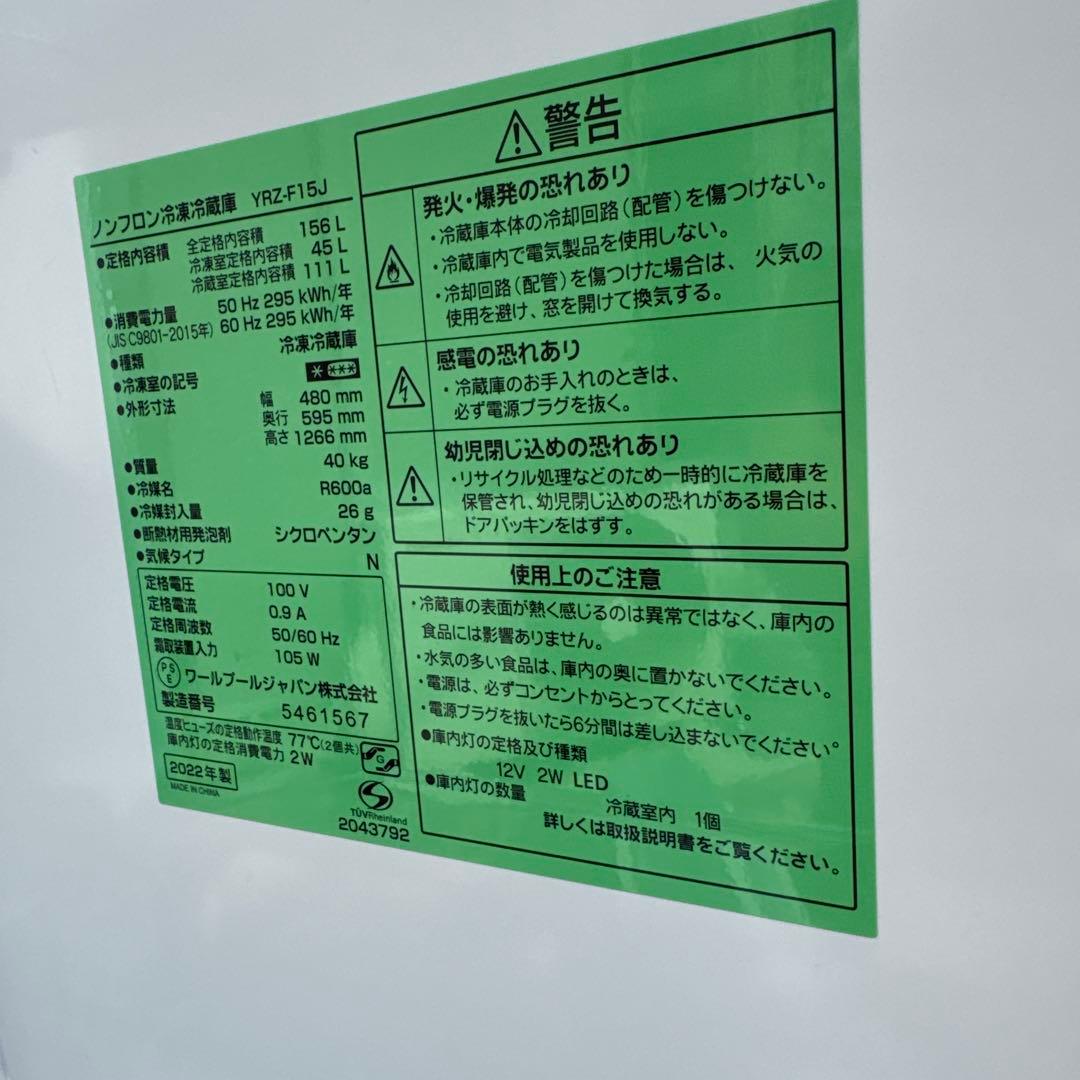 ノンフロン冷凍冷蔵庫 YRZ-F15J
●定格内容積 全定格内容積 156 L
冷凍室定格内容積 45 L
冷蔵室定格内容積 111 L
●消費電力量 50 Hz 295 kWh/年
(JIS C9801-2015年) 60 Hz 295 kWh/年
●種類 冷凍冷蔵庫
●冷凍室の記号 * ***
●外形寸法 幅 480 mm
奥行 595 mm
高さ 1266 mm
●質量 40 kg
●冷媒名 R600a
●冷媒封入量 26 g
●断熱材用発泡剤 シクロペンタン
●気候タイプ N
定格電圧 100 V
定格電流 0.9 A
定格周波数 50/60 Hz
霜取装置入力 105 W
PSE ワールプールジャパン株式会社
製造番号 5461567
温度ヒューズの定格動作温度 77℃(2個共)
庫内灯の定格消費電力 2W
G
2022年製
MADE IN CHINA
TÜVRheinland
2043792
⚠警告
発火・爆発の恐れあり
・冷蔵庫本体の冷却回路(配管)を傷つけない。
・冷蔵庫内で電気製品を使用しない。
・冷却回路(配管)を傷つけた場合は、火気の
使用を避け、窓を開けて換気する。
感電の恐れあり
・冷蔵庫のお手入れのときは、
必ず電源プラグを抜く。
幼児閉じ込めの恐れあり
・リサイクル処理などのため一時的に冷蔵庫を
保管され、幼児閉じ込めの恐れがある場合は、
ドアパッキンをはずす。
使用上のご注意
・冷蔵庫の表面が熱く感じるのは異常ではなく、庫内の
食品には影響ありません。
・水気の多い食品は、庫内の奥に置かないでください。
・電源は、必ずコンセントからとってください。
・電源プラグを抜いたら6分間は差し込まないでください。
●庫内灯の定格及び種類
12V 2W LED
●庫内灯の数量
冷蔵室内 1個
詳しくは取扱説明書をご覧ください。